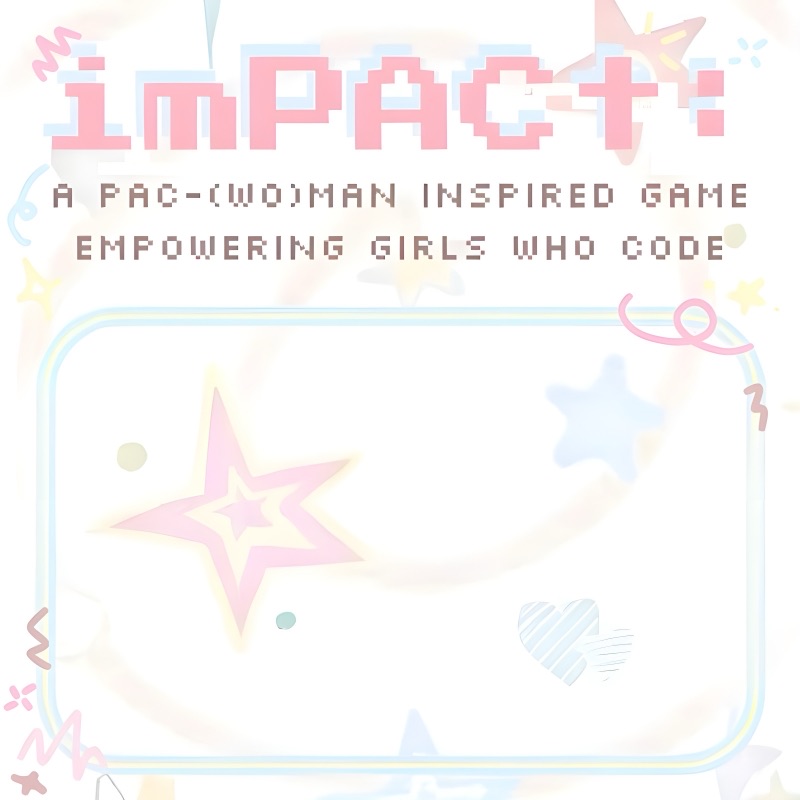 imPACt:
A PAC-(WO)MAN INSPIRED GAME
EMPOWERING GIRLS WHO CODE